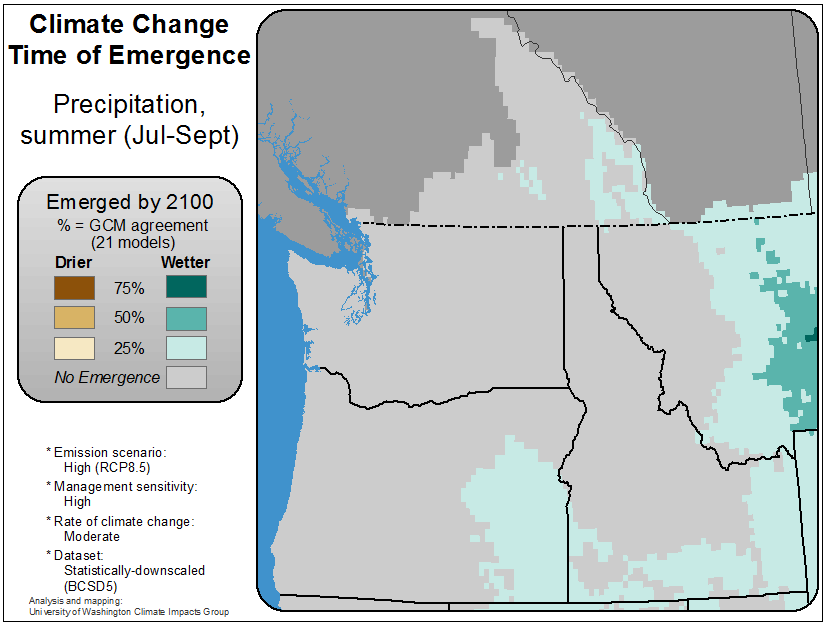 Climate Change
Time of Emergence
Precipitation,
summer (Jul-Sept)
Emerged by 2100
% = GCM agreement
(21 models)
Drier Wetter
75%
50%
25%
No Emergence
* Emission scenario:
High (RCP8.5)
* Management sensitivity:
High
* Rate of climate change:
Moderate
* Dataset:
Statistically-downscaled
(BCSD5)
Analysis and mapping:
University of Washington Climate Impacts Group